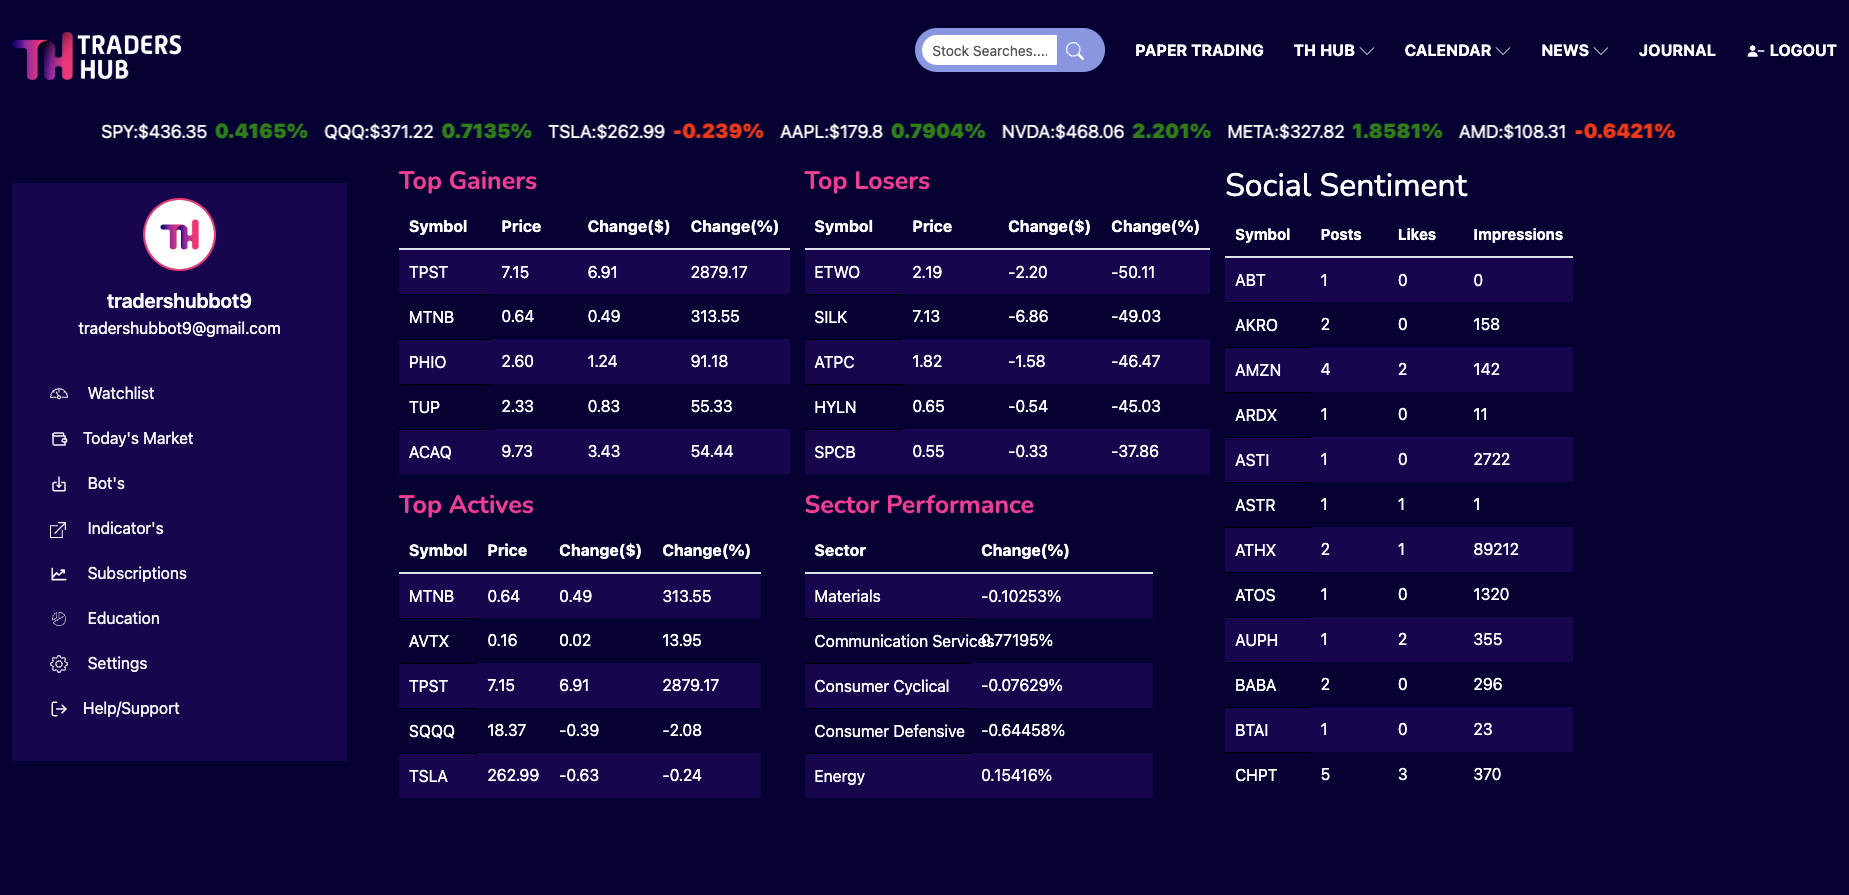 TH TRADERS HUB
Stock Searches....
PAPER TRADING
TH HUB
CALENDAR
NEWS
JOURNAL
LOGOUT
SPY:$436.35 0.4165% QQQ:$371.22 0.7135% TSLA:$262.99 -0.239% AAPL:$179.8 0.7904% NVDA:$468.06 2.201% META:$327.82 1.8581% AMD:$108.31 -0.6421%
TH
tradershubbot9
tradershubbot9@gmail.com
Watchlist
Today's Market
Bot's
Indicator's
Subscriptions
Education
Settings
Help/Support
Top Gainers
Symbol Price Change($) Change(%)
TPST 7.15 6.91 2879.17
MTNB 0.64 0.49 313.55
PHIO 2.60 1.24 91.18
TUP 2.33 0.83 55.33
ACAQ 9.73 3.43 54.44
Top Losers
Symbol Price Change($) Change(%)
ETWO 2.19 -2.20 -50.11
SILK 7.13 -6.86 -49.03
ATPC 1.82 -1.58 -46.47
HYLN 0.65 -0.54 -45.03
SPCB 0.55 -0.33 -37.86
Top Actives
Symbol Price Change($) Change(%)
MTNB 0.64 0.49 313.55
AVTX 0.16 0.02 13.95
TPST 7.15 6.91 2879.17
SQQQ 18.37 -0.39 -2.08
TSLA 262.99 -0.63 -0.24
Sector Performance
Sector Change(%)
Materials -0.10253%
Communication Services 0.77195%
Consumer Cyclical -0.07629%
Consumer Defensive -0.64458%
Energy 0.15416%
Social Sentiment
Symbol Posts Likes Impressions
ABT 1 0 0
AKRO 2 0 158
AMZN 4 2 142
ARDX 1 0 11
ASTI 1 0 2722
ASTR 1 1 1
ATHX 2 1 89212
ATOS 1 0 1320
AUPH 1 2 355
BABA 2 0 296
BTAI 1 0 23
CHPT 5 3 370